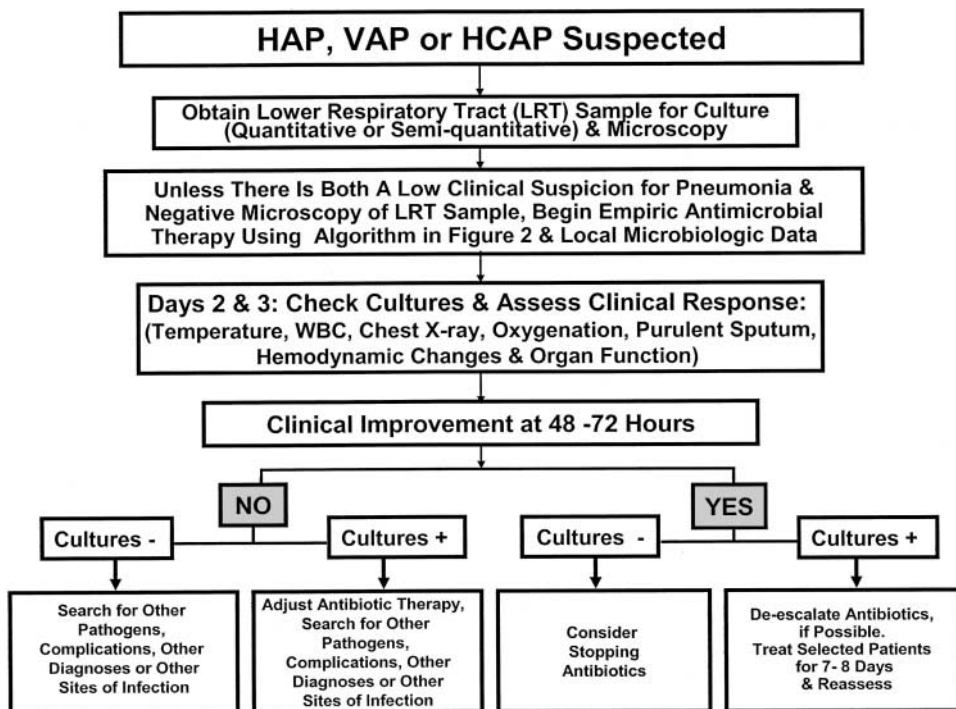 HAP, VAP or HCAP Suspected
Obtain Lower Respiratory Tract (LRT) Sample for Culture
(Quantitative or Semi-quantitative) & Microscopy
Unless There Is Both A Low Clinical Suspicion for Pneumonia &
Negative Microscopy of LRT Sample, Begin Empiric Antimicrobial
Therapy Using Algorithm in Figure 2 & Local Microbiologic Data
Days 2 & 3: Check Cultures & Assess Clinical Response:
(Temperature, WBC, Chest X-ray, Oxygenation, Purulent Sputum,
Hemodynamic Changes & Organ Function)
Clinical Improvement at 48 -72 Hours
NO
YES
Cultures -
Cultures +
Cultures -
Cultures +
Search for Other
Pathogens,
Complications, Other
Diagnoses or Other
Sites of Infection
Adjust Antibiotic Therapy,
Search for Other
Pathogens,
Complications, Other
Diagnoses or Other
Sites of Infection
Consider
Stopping
Antibiotics
De-escalate Antibiotics,
if Possible.
Treat Selected Patients
for 7- 8 Days
& Reassess